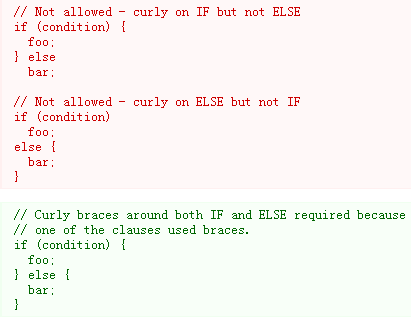 // Not allowed - curly on IF but not ELSE
if (condition) {
  foo;
} else
  bar;

// Not allowed - curly on ELSE but not IF
if (condition)
  foo;
else {
  bar;
}

// Curly braces around both IF and ELSE required because
// one of the clauses used braces.
if (condition) {
  foo;
} else {
  bar;
}